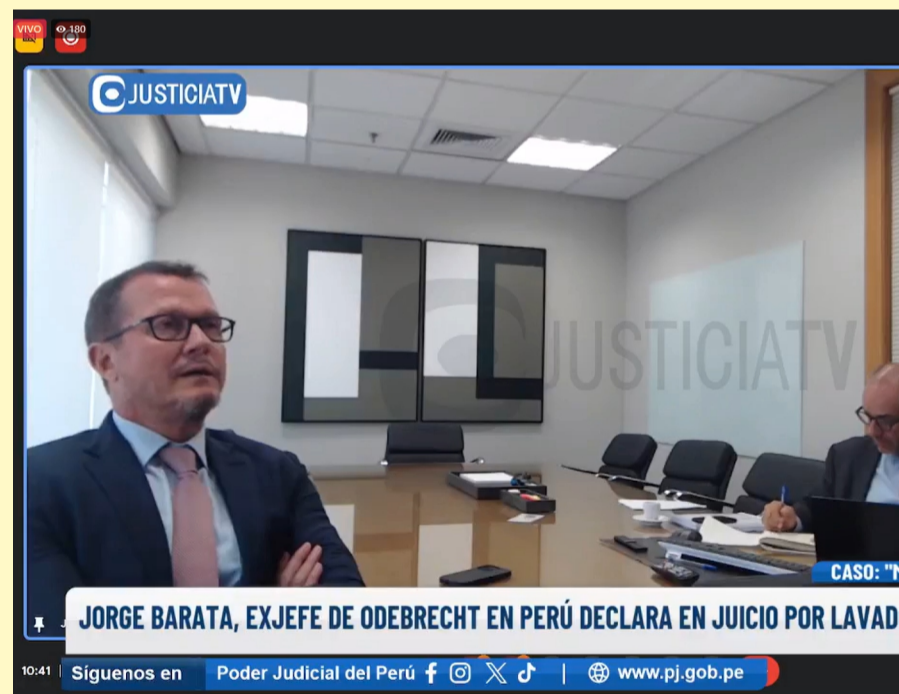 VIVO
180
JUSTICIATV
JUSTICIATV
CASO: "
JORGE BARATA, EXJEFE DE ODEBRECHT EN PERÚ DECLARA EN JUICIO POR LAVAD
10:41
Síguenos en Poder Judicial del Perú | www.pj.gob.pe